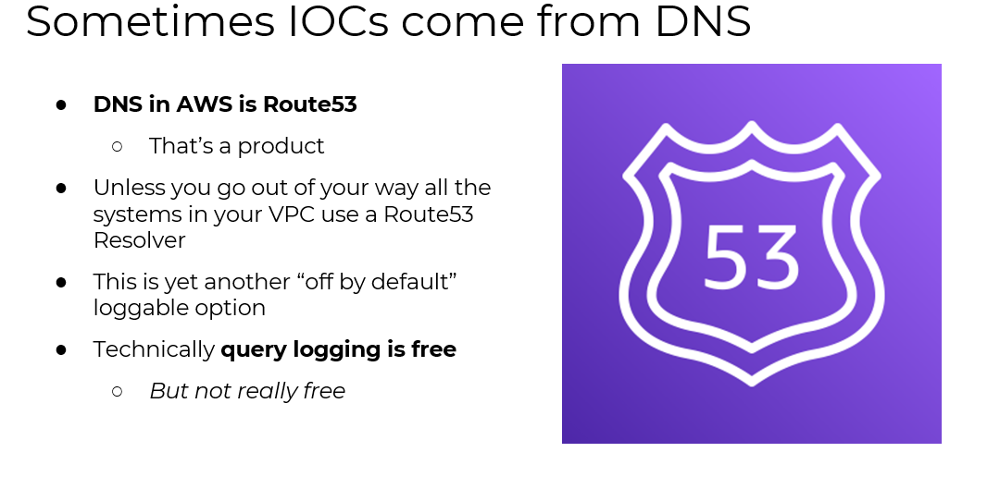 Sometimes IOCs come from DNS
● DNS in AWS is Route53
○ That’s a product
● Unless you go out of your way all the
systems in your VPC use a Route53
Resolver
● This is yet another “off by default”
loggable option
● Technically query logging is free
○ But not really free
53